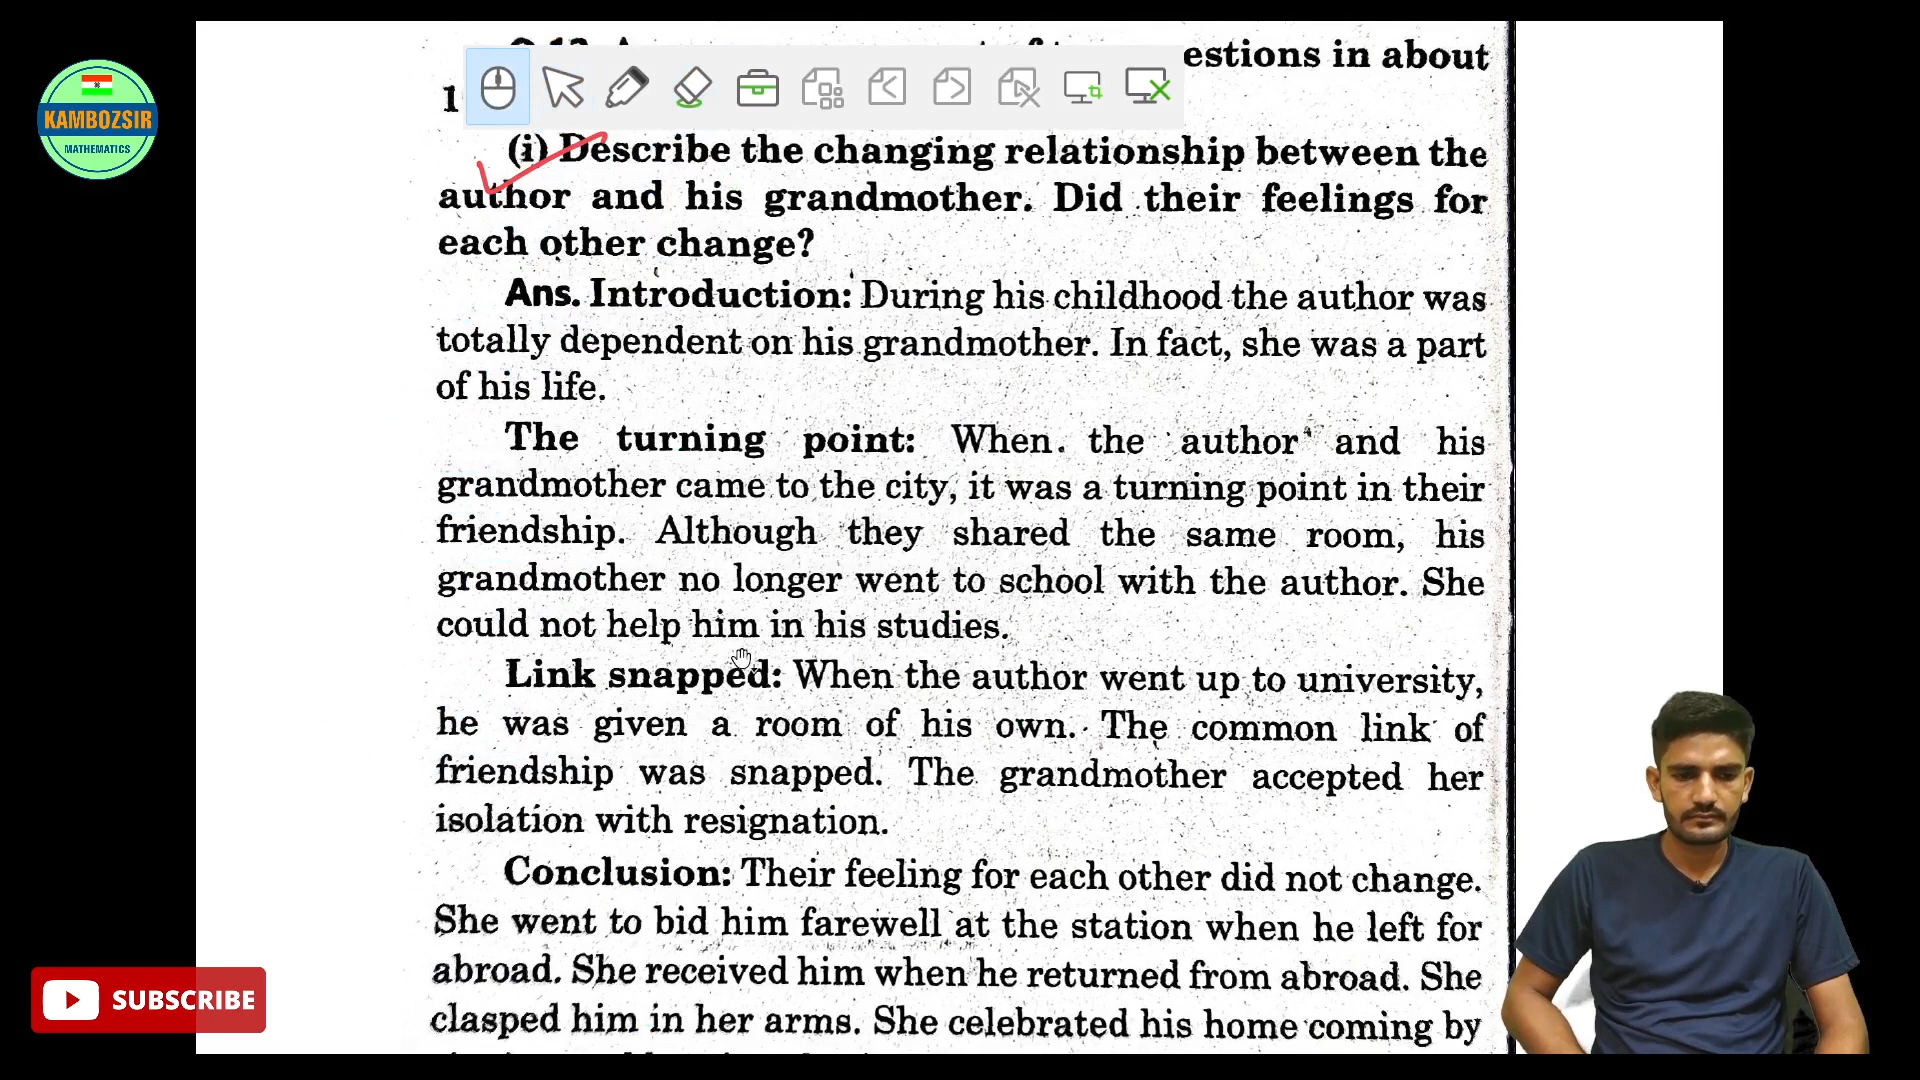 estions in about
1
(i) Describe the changing relationship between the
author and his grandmother. Did their feelings for
each other change?
Ans. Introduction: During his childhood the author was
totally dependent on his grandmother. In fact, she was a part
of his life.
The turning point: When the author and his
grandmother came to the city, it was a turning point in their
friendship. Although they shared the same room, his
grandmother no longer went to school with the author. She
could not help him in his studies.
Link snapped: When the author went up to university,
he was given a room of his own. The common link of
friendship was snapped. The grandmother accepted her
isolation with resignation.
Conclusion: Their feeling for each other did not change.
She went to bid him farewell at the station when he left for
abroad. She received him when he returned from abroad. She
clasped him in her arms. She celebrated his home coming by
KAMBOZSIR
MATHEMATICS
SUBSCRIBE